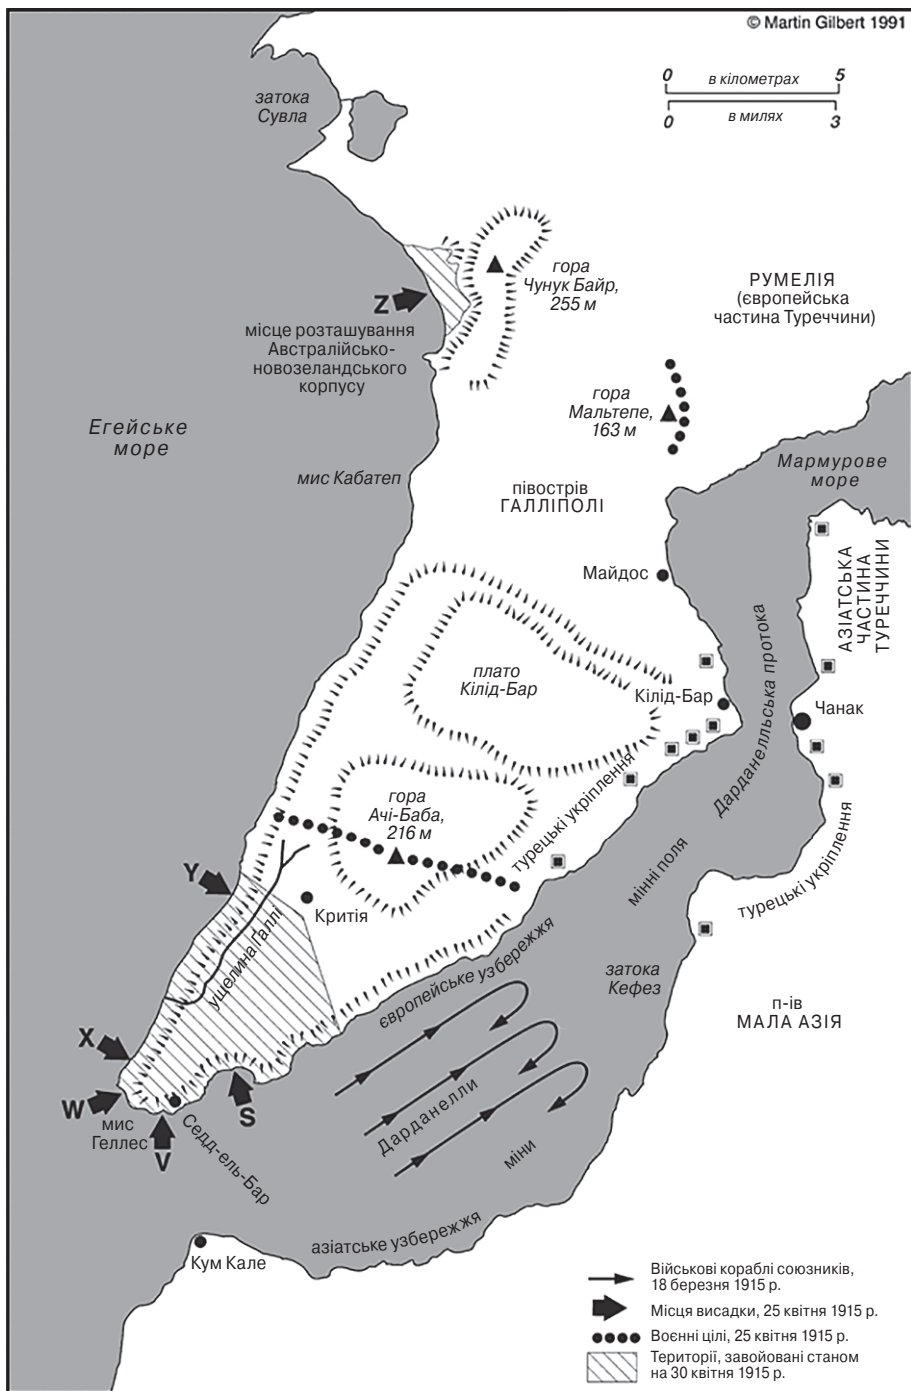 © Martin Gilbert 1991
0 в кілометрах 5
0 в милях 3
затока
Сувла
гора
Чунук Байр,
255 м
РУМЕЛІЯ
(європейська
частина Туреччини)
Z
місце розташування
Австралійсько-
новозеландського
корпусу
гора
Мальтепе,
163 м
Егейське
море
мис Кабатеп
Мармурове
море
півострів
ГАЛЛІПОЛІ
Майдос
АЗІАТСЬКА
ЧАСТИНА
ТУРЕЧЧИНИ
плато
Кілід-Бар
Кілід-Бар
Дарданелльська протока
Чанак
гора
Ачі-Баба,
216 м
турецькі укріплення
мінні поля
турецькі укріплення
Y
Критія
ущелина Ґаллі
європейське узбережжя
затока
Кефез
п-ів
МАЛА АЗІЯ
X
W
мис
Геллес
V
S
Седд-ель-Бар
Дарданелли
міни
азіатське узбережжя
Кум Кале
Військові кораблі союзників,
18 березня 1915 р.
Місця висадки, 25 квітня 1915 р.
Воєнні цілі, 25 квітня 1915 р.
Території, завойовані станом
на 30 квітня 1915 р.